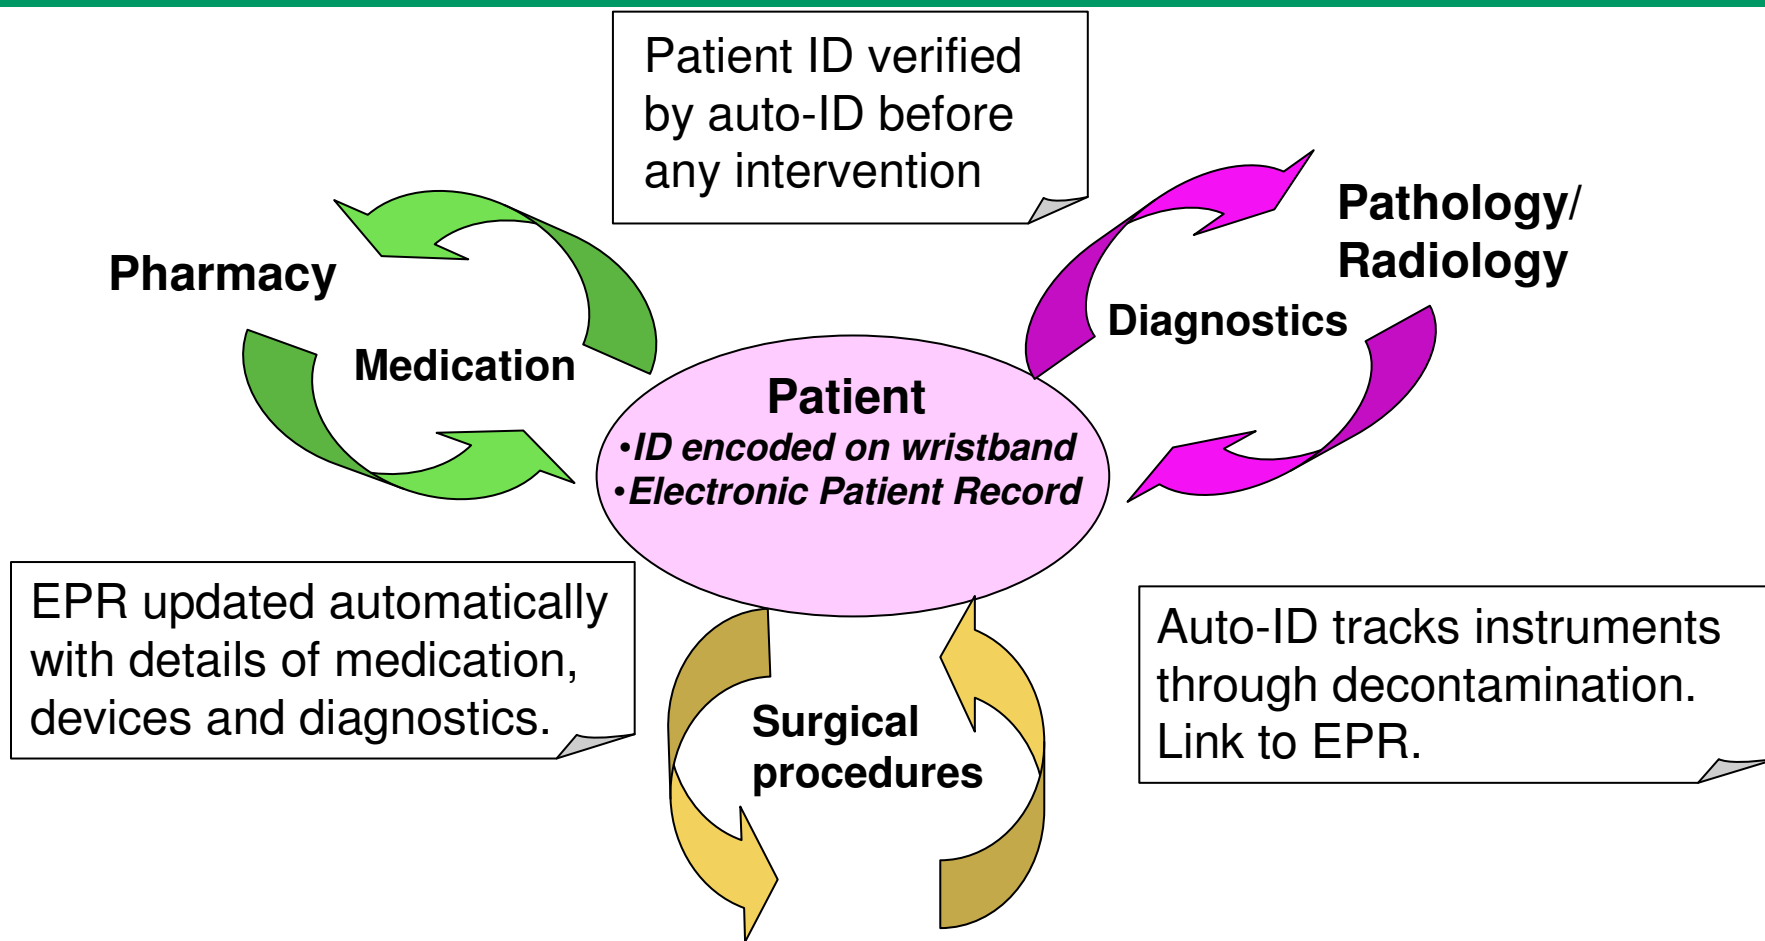 Patient ID verified
by auto-ID before
any intervention
Pharmacy
Medication
Pathology/
Radiology
Diagnostics
Patient
•ID encoded on wristband
•Electronic Patient Record
EPR updated automatically
with details of medication,
devices and diagnostics.
Surgical
procedures
Auto-ID tracks instruments
through decontamination.
Link to EPR.